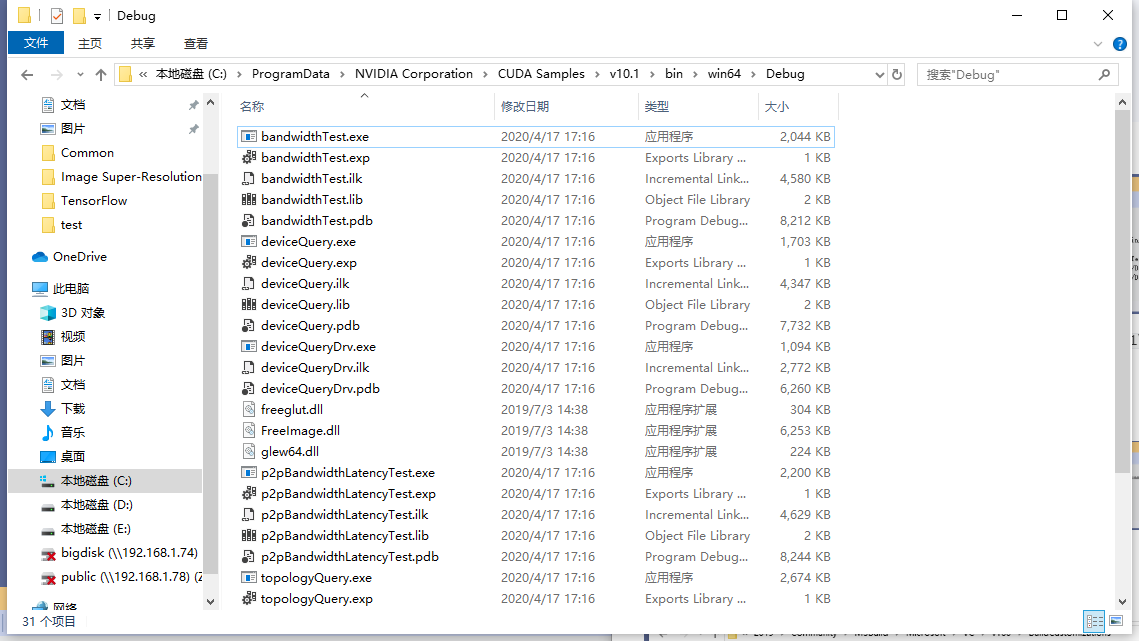 Debug
文件 主页 共享 查看
« 本地磁盘 (C:) › ProgramData › NVIDIA Corporation › CUDA Samples › v10.1 › bin › win64 › Debug
搜索"Debug"
文档
图片
Common
Image Super-Resolution
TensorFlow
test
OneDrive
此电脑
3D 对象
视频
图片
文档
下载
音乐
桌面
本地磁盘 (C:)
本地磁盘 (D:)
本地磁盘 (E:)
bigdisk (\\192.168.1.74)
public (\\192.168.1.78) (Z
网络
名称 修改日期 类型 大小
bandwidthTest.exe 2020/4/17 17:16 应用程序 2,044 KB
bandwidthTest.exp 2020/4/17 17:16 Exports Library ... 1 KB
bandwidthTest.ilk 2020/4/17 17:16 Incremental Link... 4,580 KB
bandwidthTest.lib 2020/4/17 17:16 Object File Library 2 KB
bandwidthTest.pdb 2020/4/17 17:16 Program Debug... 8,212 KB
deviceQuery.exe 2020/4/17 17:16 应用程序 1,703 KB
deviceQuery.exp 2020/4/17 17:16 Exports Library ... 1 KB
deviceQuery.ilk 2020/4/17 17:16 Incremental Link... 4,347 KB
deviceQuery.lib 2020/4/17 17:16 Object File Library 2 KB
deviceQuery.pdb 2020/4/17 17:16 Program Debug... 7,732 KB
deviceQueryDrv.exe 2020/4/17 17:16 应用程序 1,094 KB
deviceQueryDrv.ilk 2020/4/17 17:16 Incremental Link... 2,772 KB
deviceQueryDrv.pdb 2020/4/17 17:16 Program Debug... 6,260 KB
freeglut.dll 2019/7/3 14:38 应用程序扩展 304 KB
FreeImage.dll 2019/7/3 14:38 应用程序扩展 6,253 KB
glew64.dll 2019/7/3 14:38 应用程序扩展 224 KB
p2pBandwidthLatencyTest.exe 2020/4/17 17:16 应用程序 2,200 KB
p2pBandwidthLatencyTest.exp 2020/4/17 17:16 Exports Library ... 1 KB
p2pBandwidthLatencyTest.ilk 2020/4/17 17:16 Incremental Link... 4,629 KB
p2pBandwidthLatencyTest.lib 2020/4/17 17:16 Object File Library 2 KB
p2pBandwidthLatencyTest.pdb 2020/4/17 17:16 Program Debug... 8,244 KB
topologyQuery.exe 2020/4/17 17:16 应用程序 2,674 KB
topologyQuery.exp 2020/4/17 17:16 Exports Library ... 1 KB
31 个项目